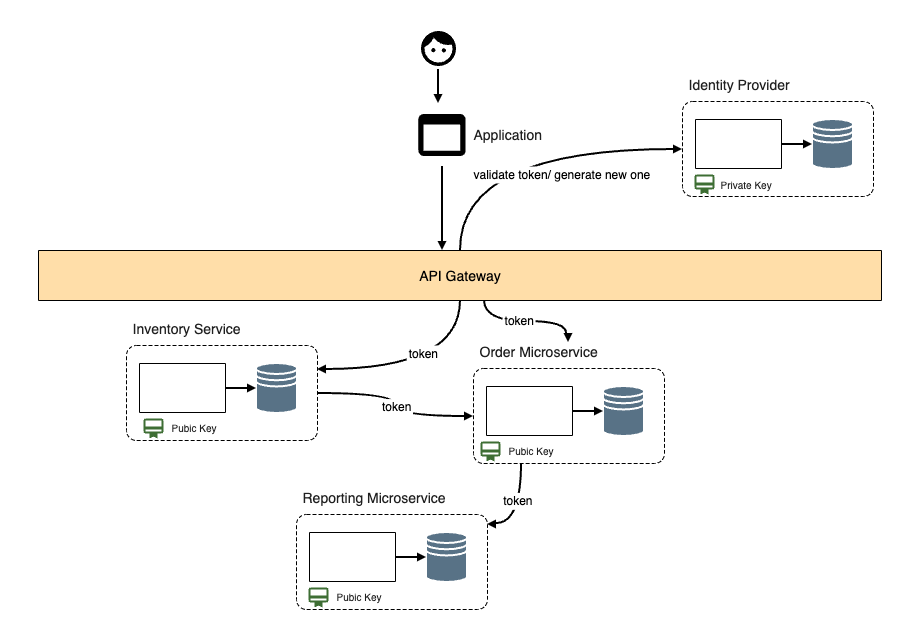 Identity Provider
Application
validate token/ generate new one
Private Key
API Gateway
token
Inventory Service
Order Microservice
token
token
Pubic Key
Pubic Key
Reporting Microservice
token
Pubic Key